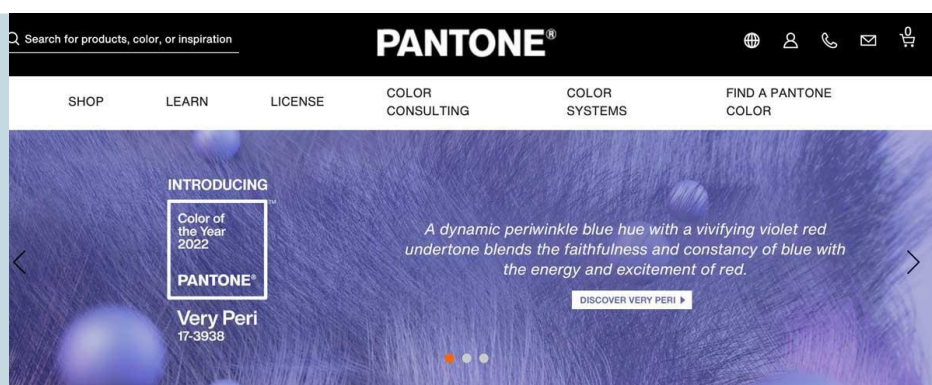 Search for products, color, or inspiration
PANTONE®
0
SHOP
LEARN
LICENSE
COLOR
CONSULTING
COLOR
SYSTEMS
FIND A PANTONE
COLOR
INTRODUCING
Color of
the Year
2022
PANTONE®
TM
Very Peri
17-3938
A dynamic periwinkle blue hue with a vivifying violet red
undertone blends the faithfulness and constancy of blue with
the energy and excitement of red.
DISCOVER VERY PERI